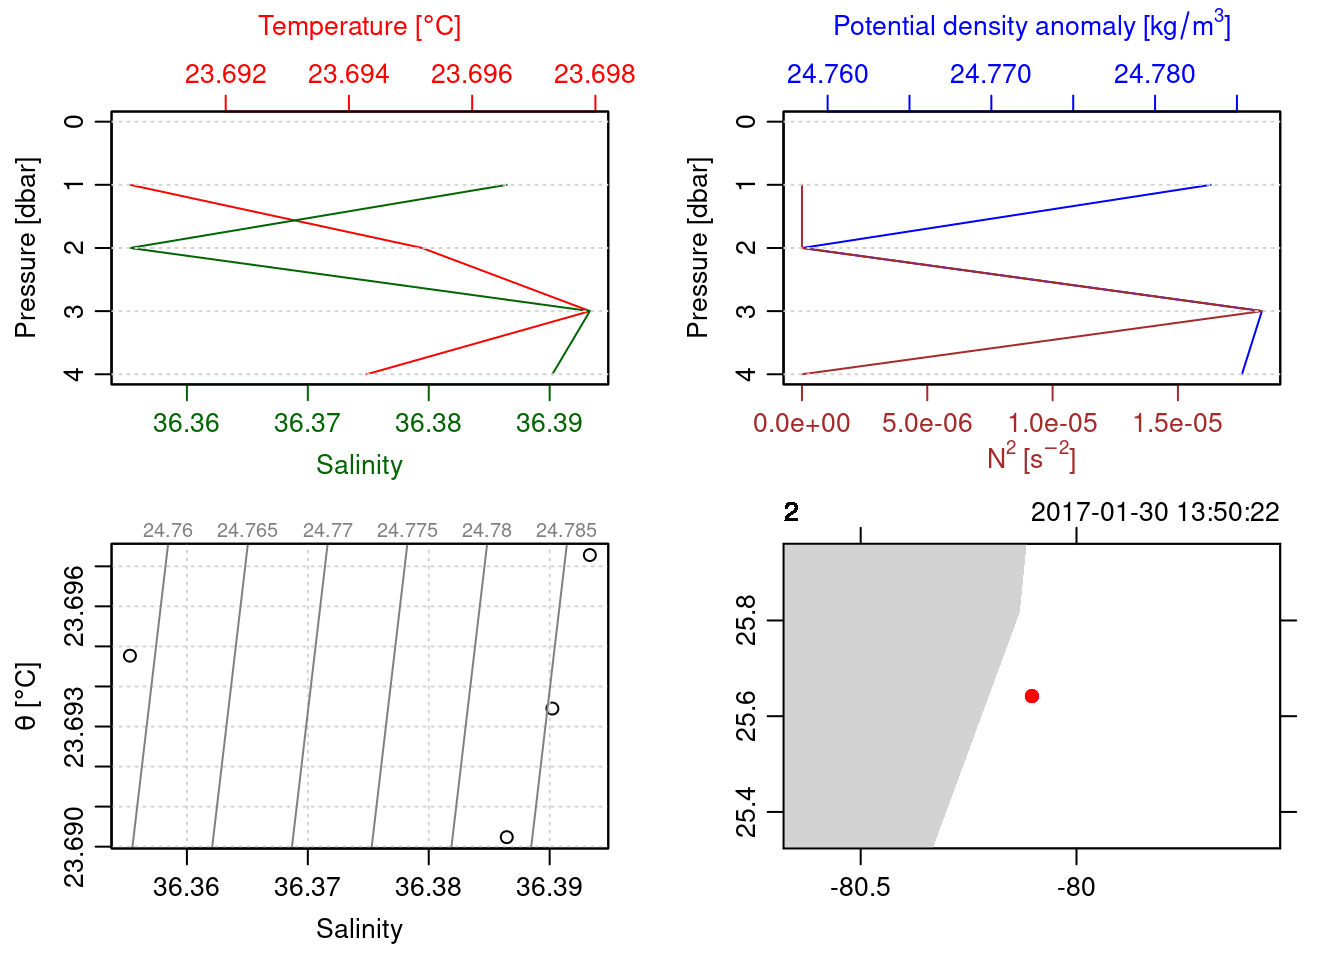 Temperature [°C]
23.692 23.694 23.696 23.698
0
1
2
3
4
Pressure [dbar]
36.36 36.37 36.38 36.39
Salinity
Potential density anomaly [kg/m³]
24.760 24.770 24.780
0
1
2
3
4
Pressure [dbar]
0.0e+00 5.0e-06 1.0e-05 1.5e-05
N² [s⁻²]
24.76 24.765 24.77 24.775 24.78 24.785
23.696
23.693
23.690
θ [°C]
36.36 36.37 36.38 36.39
Salinity
2 2017-01-30 13:50:22
25.8
25.6
25.4
-80.5 -80